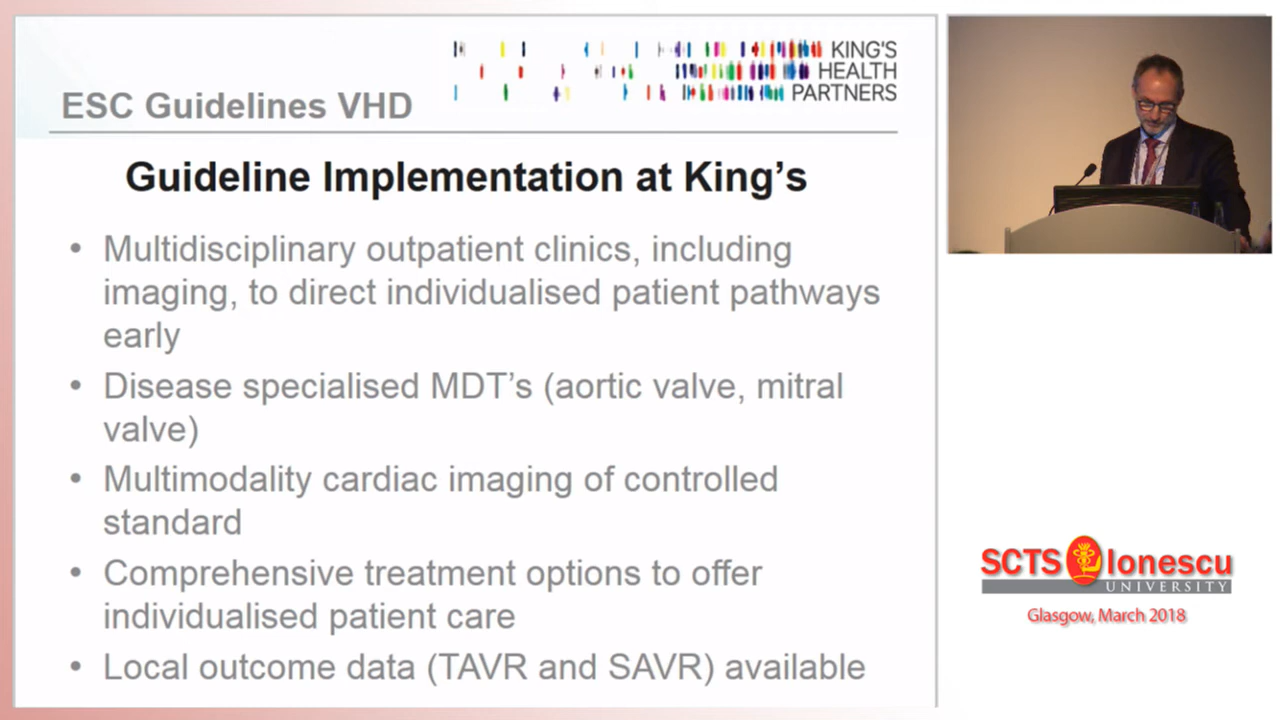 KING'S
HEALTH
PARTNERS
ESC Guidelines VHD
Guideline Implementation at King's
• Multidisciplinary outpatient clinics, including
imaging, to direct individualised patient pathways
early
• Disease specialised MDT's (aortic valve, mitral
valve)
• Multimodality cardiac imaging of controlled
standard
• Comprehensive treatment options to offer
individualised patient care
• Local outcome data (TAVR and SAVR) available
SCTS Ionescu
UNIVERSITY
Glasgow, March 2018